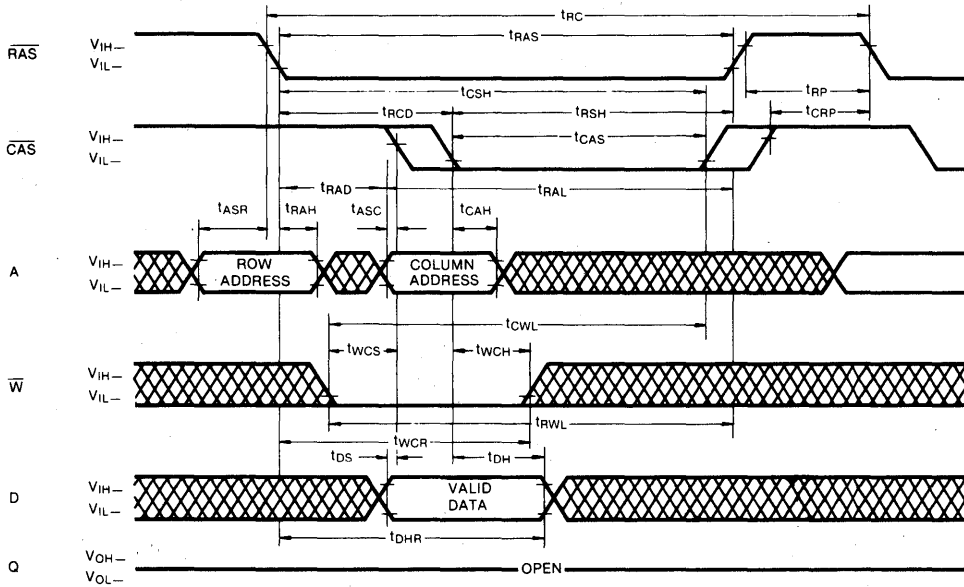 tRC
RAS
VIH
VIL
tRAS
tCSH
tRP
tRCD
tRSH
tCRP
CAS
VIH
VIL
tCAS
tRAD
tRAL
tASR
tRAH
tASC
tCAH
A
VIH
VIL
ROW
ADDRESS
COLUMN
ADDRESS
tCWL
tWCS
tWCH
W
VIH
VIL
tRWL
tWCR
tDS
tDH
D
VIH
VIL
VALID
DATA
tDHR
Q
VOH
VOL
OPEN